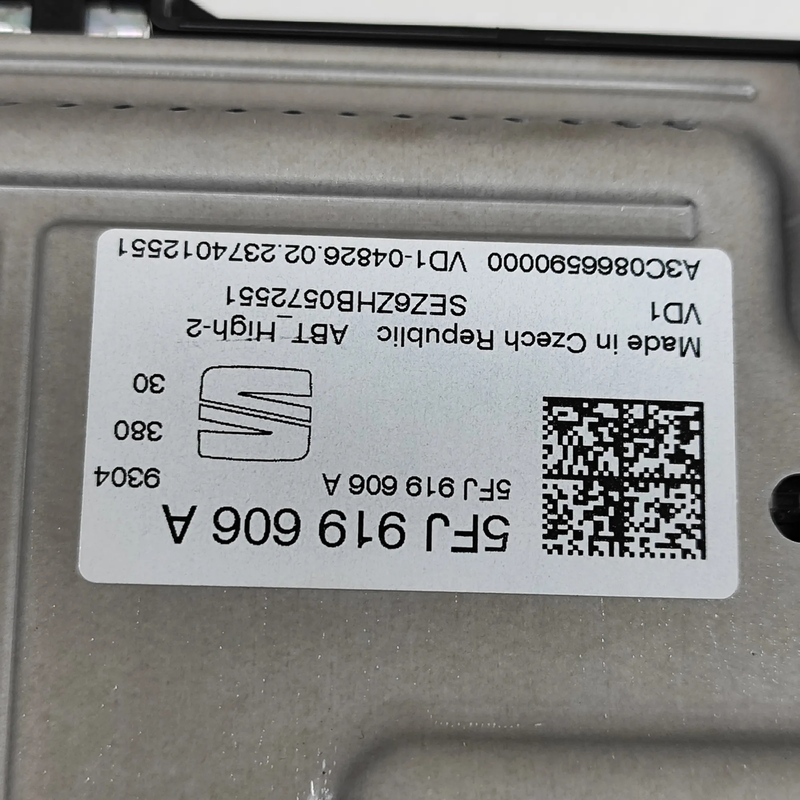 5FJ 919 606 A
5FJ 919 606 A 9304
380
30
Made in Czech Republic ABT_High-2
VD1 SEZ6ZHB0572551
A3C0866590000 VD1-04826.02.2374012551